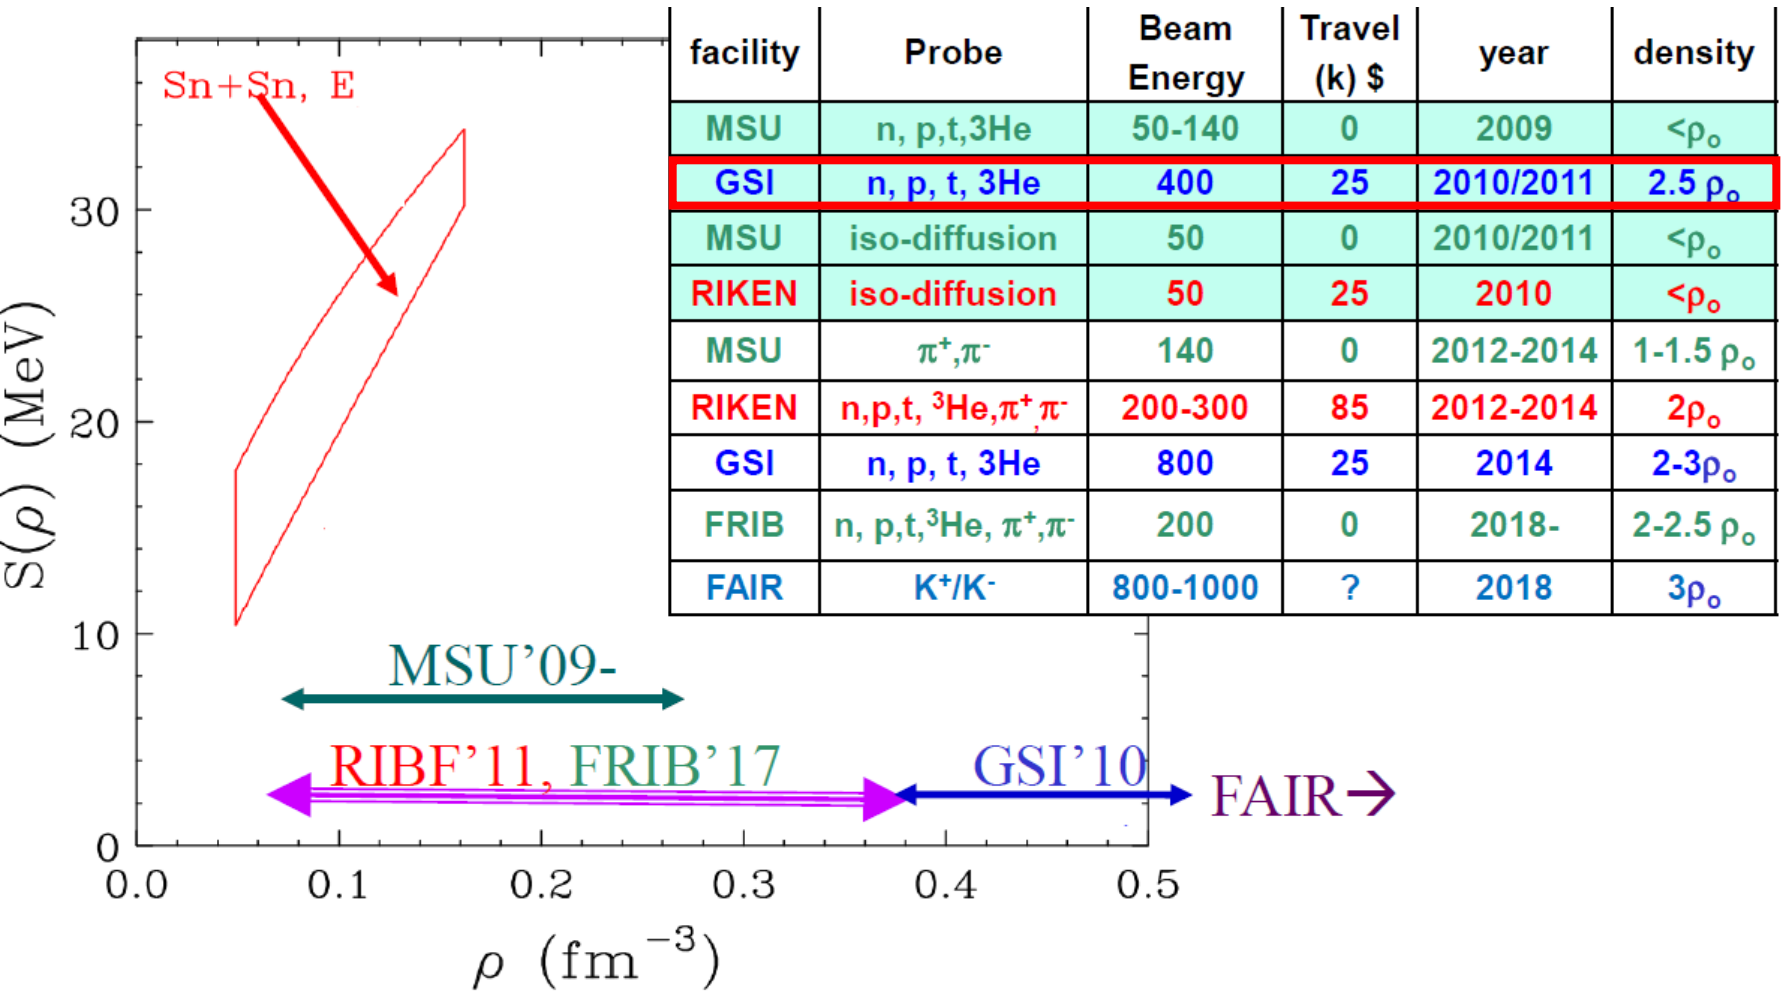 Sn+Sn, E
facility Probe Beam Energy Travel (k) $ year density
MSU n, p,t,3He 50-140 0 2009 <ρₒ
GSI n, p, t, 3He 400 25 2010/2011 2.5 ρₒ
MSU iso-diffusion 50 0 2010/2011 <ρₒ
RIKEN iso-diffusion 50 25 2010 <ρₒ
MSU π⁺,π⁻ 140 0 2012-2014 1-1.5 ρₒ
RIKEN n,p,t, ³He,π⁺,π⁻ 200-300 85 2012-2014 2ρₒ
GSI n, p, t, 3He 800 25 2014 2-3ρₒ
FRIB n, p,t,³He, π⁺,π⁻ 200 0 2018- 2-2.5 ρₒ
FAIR K⁺/K⁻ 800-1000 ? 2018 3ρₒ
S(ρ) (MeV)
30
20
10
0
MSU’09-
RIBF’11, FRIB’17
GSI’10
FAIR→
0.0 0.1 0.2 0.3 0.4 0.5
ρ (fm⁻³)